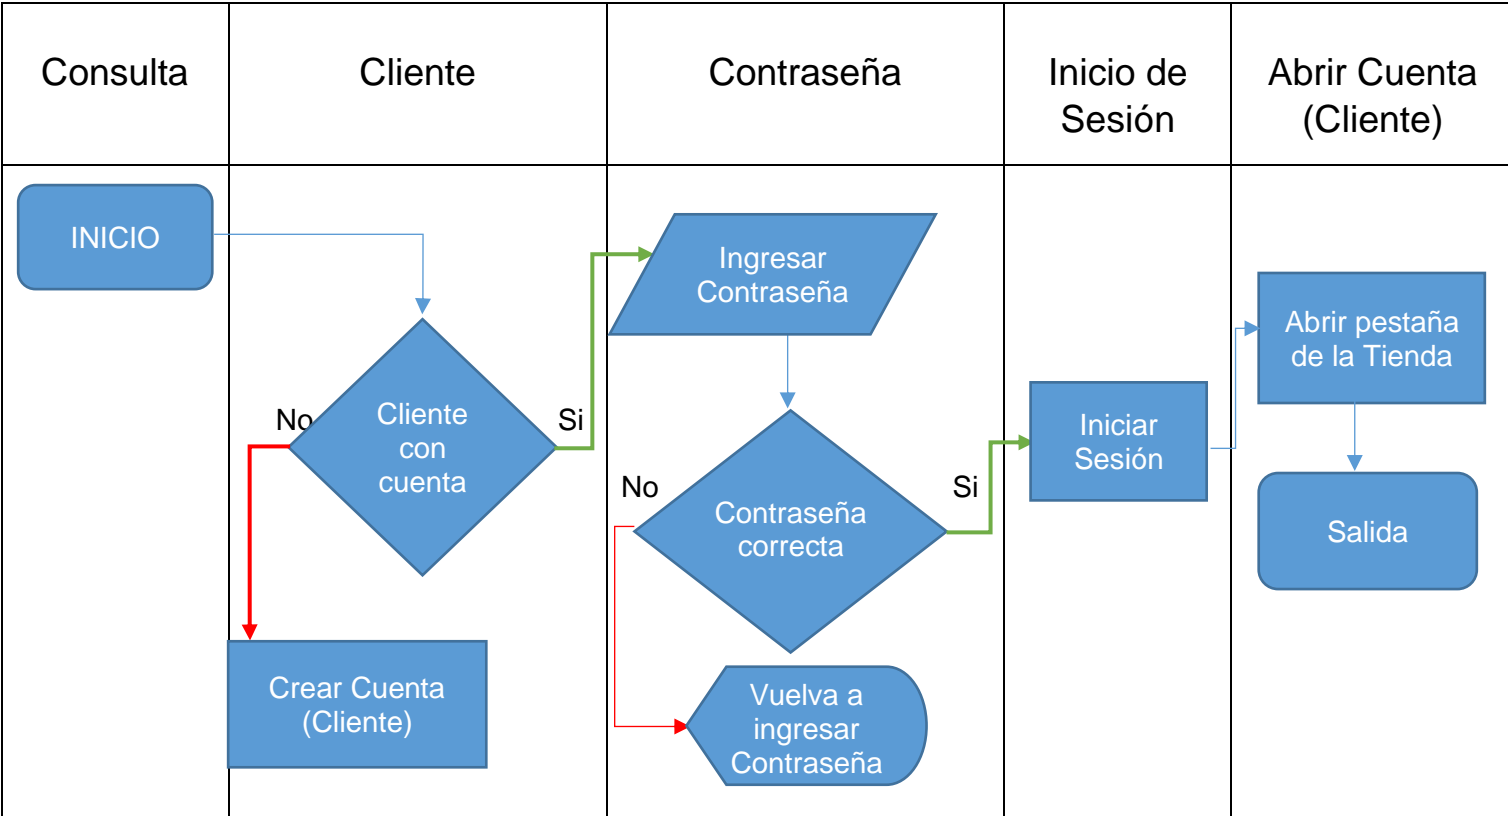 Consulta
Cliente
Contraseña
Inicio de
Sesión
Abrir Cuenta
(Cliente)
INICIO
Cliente
con
cuenta
No
Si
Crear Cuenta
(Cliente)
Ingresar
Contraseña
Contraseña
correcta
No
Si
Vuelva a
ingresar
Contraseña
Iniciar
Sesión
Abrir pestaña
de la Tienda
Salida